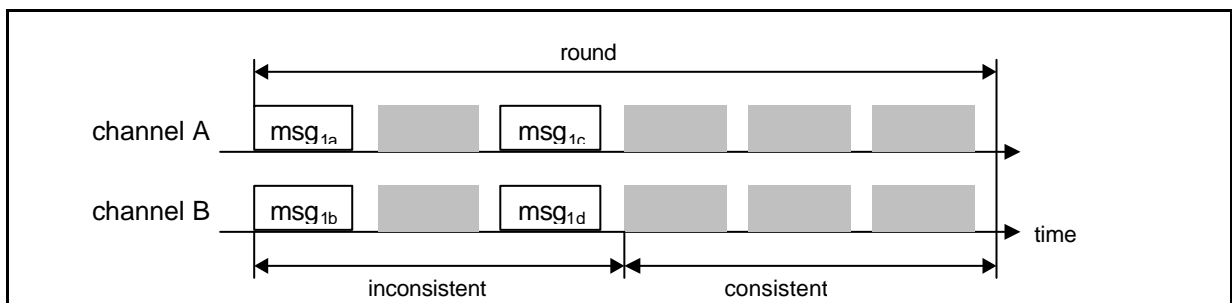 round
channel A
msg1a
msg1c
channel B
msg1b
msg1d
time
inconsistent
consistent